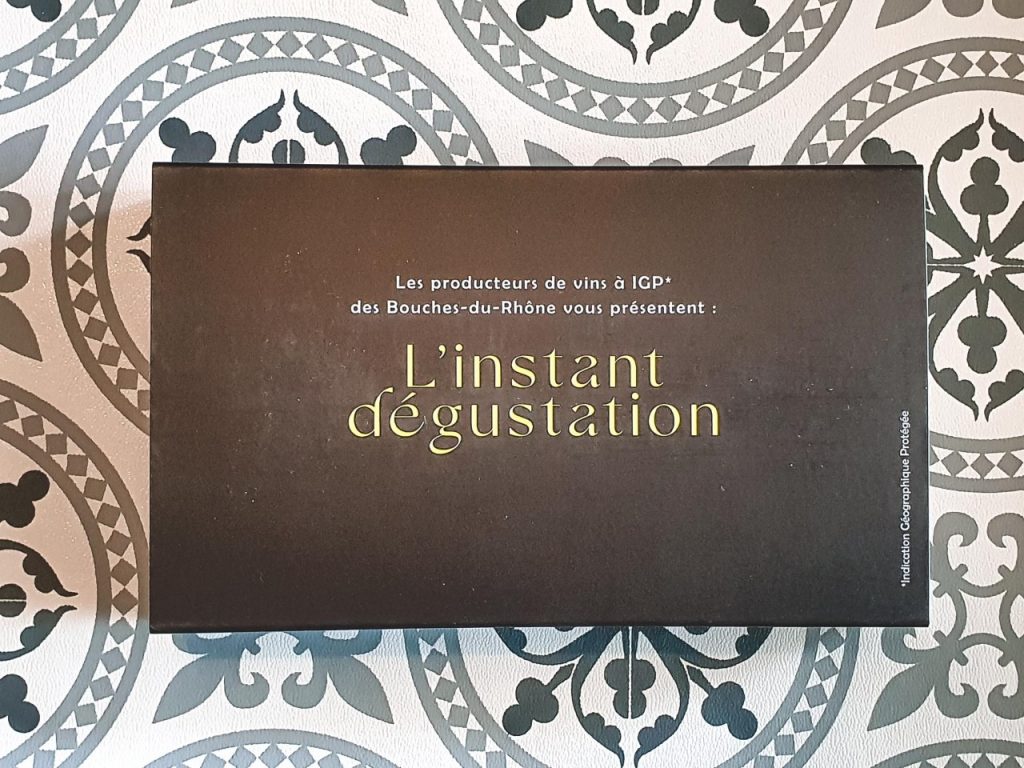 Les producteurs de vins à IGP*
des Bouches-du-Rhône vous présentent :
L'instant
dégustation
*Indication Géographique Protégée